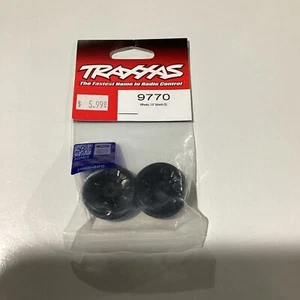 TRAXXAS
The Fastest Name in Radio Control
$ 5.99
9770